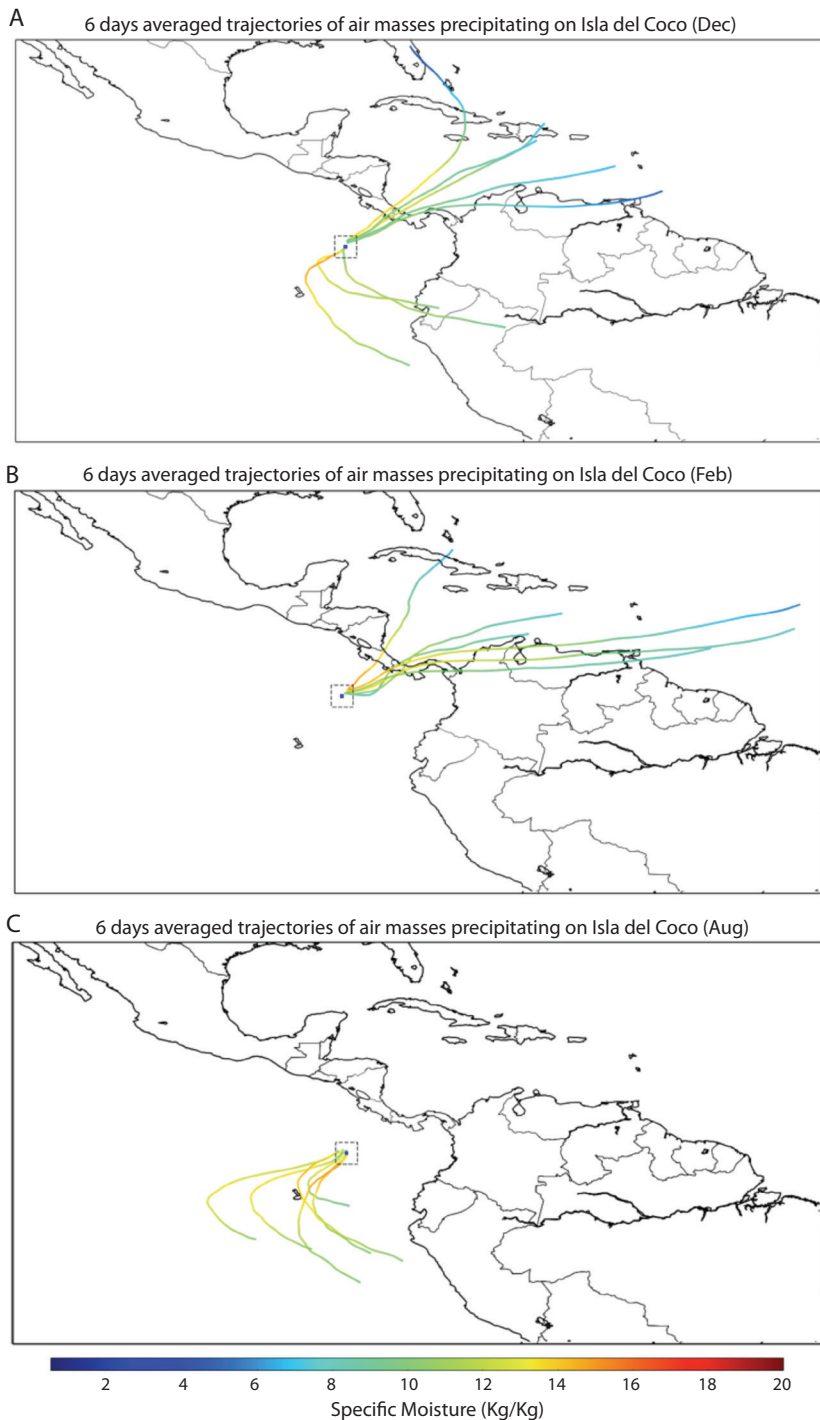 A
6 days averaged trajectories of air masses precipitating on Isla del Coco (Dec)
B
6 days averaged trajectories of air masses precipitating on Isla del Coco (Feb)
C
6 days averaged trajectories of air masses precipitating on Isla del Coco (Aug)
2 4 6 8 10 12 14 16 18 20
Specific Moisture (Kg/Kg)